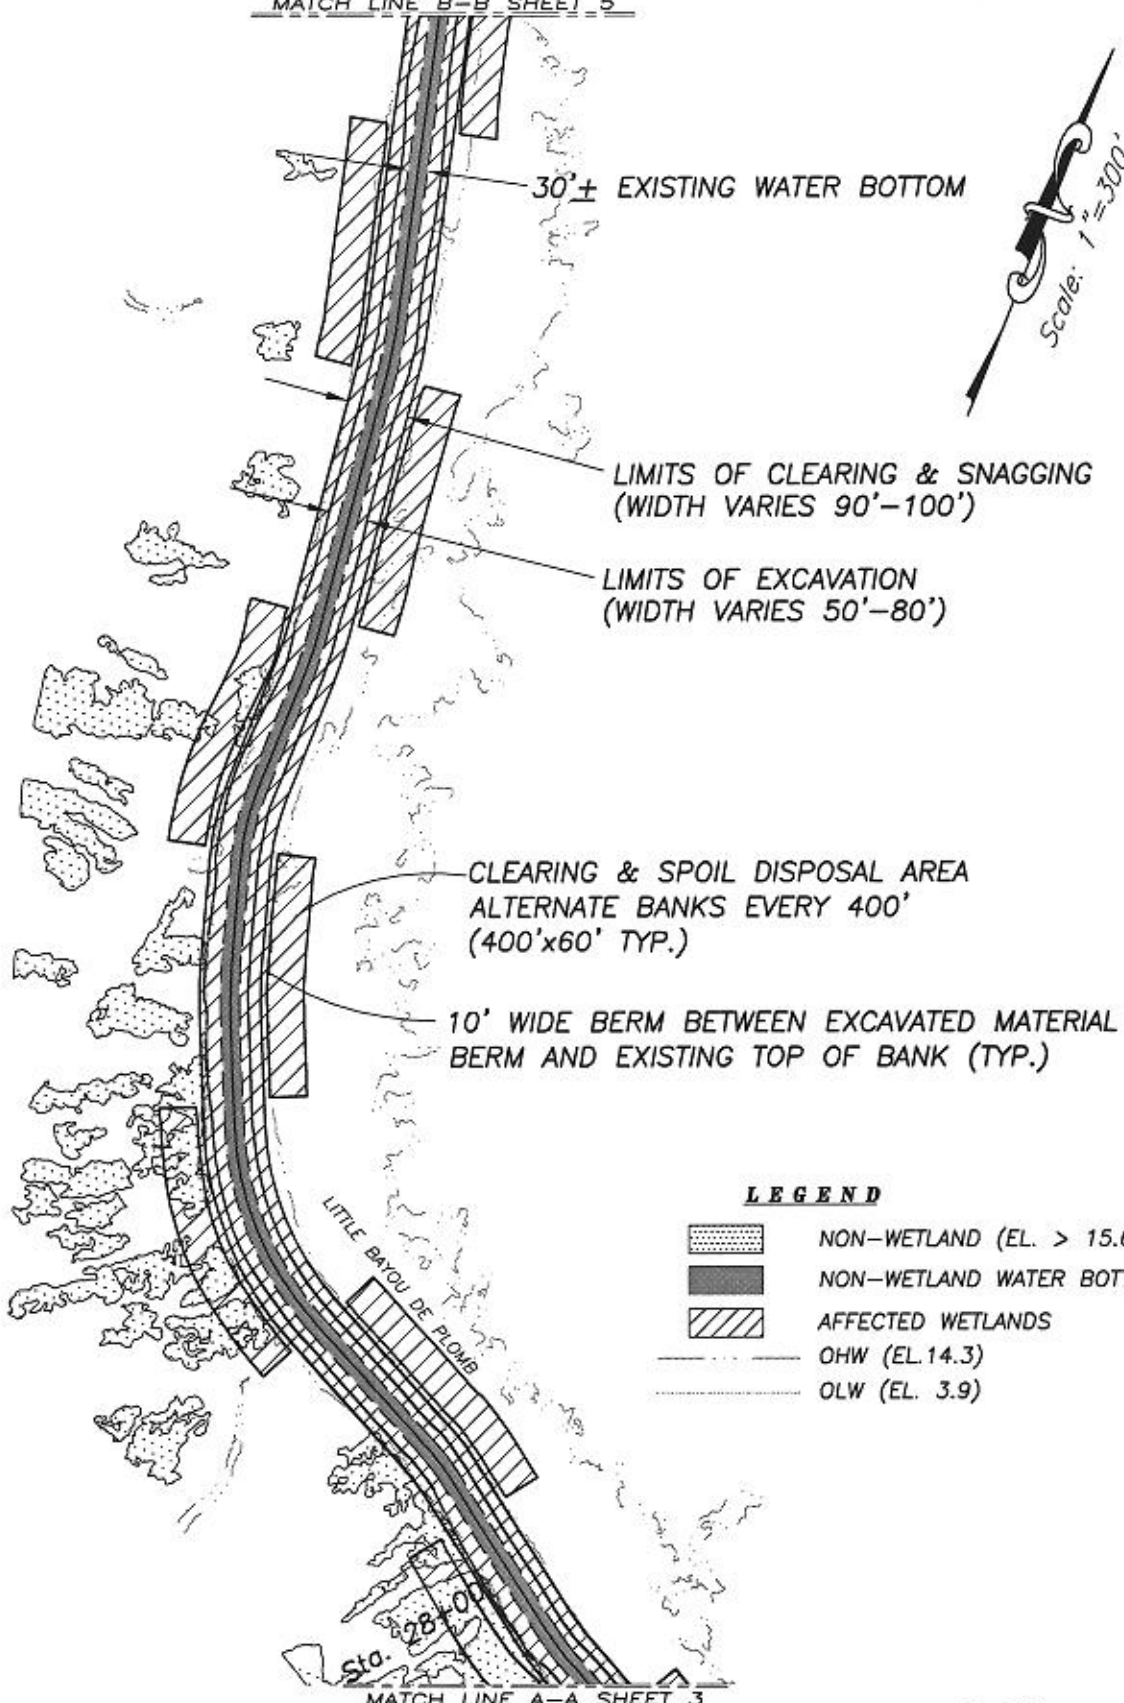 MATCH LINE B-B SHEET 5
30'± EXISTING WATER BOTTOM
Scale: 1"=300'
LIMITS OF CLEARING & SNAGGING
(WIDTH VARIES 90'-100')
LIMITS OF EXCAVATION
(WIDTH VARIES 50'-80')
CLEARING & SPOIL DISPOSAL AREA
ALTERNATE BANKS EVERY 400'
(400'x60' TYP.)
10' WIDE BERM BETWEEN EXCAVATED MATERIAL
BERM AND EXISTING TOP OF BANK (TYP.)
LITTLE BAYOU DE PLOMB
LEGEND
NON-WETLAND (EL. > 15.
NON-WETLAND WATER BOT
AFFECTED WETLANDS
OHW (EL.14.3)
OLW (EL. 3.9)
Sta. 28+00
MATCH LINE A-A SHEET 3